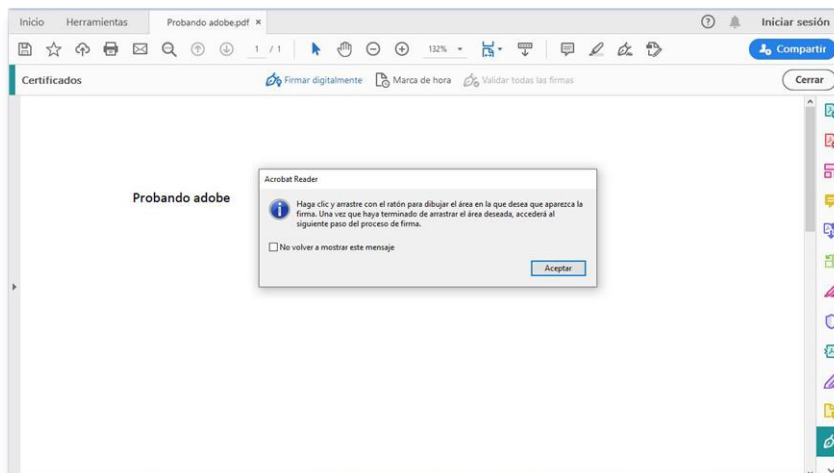 Inicio Herramientas Probando adobe.pdf × Iniciar sesión
1 / 1 132% Compartir
Certificados Firmar digitalmente Marca de hora Validar todas las firmas Cerrar
Probando adobe
Acrobat Reader
Haga clic y arrastre con el ratón para dibujar el área en la que desea que aparezca la
firma. Una vez que haya terminado de arrastrar el área deseada, accederá al
siguiente paso del proceso de firma.
No volver a mostrar este mensaje
Aceptar